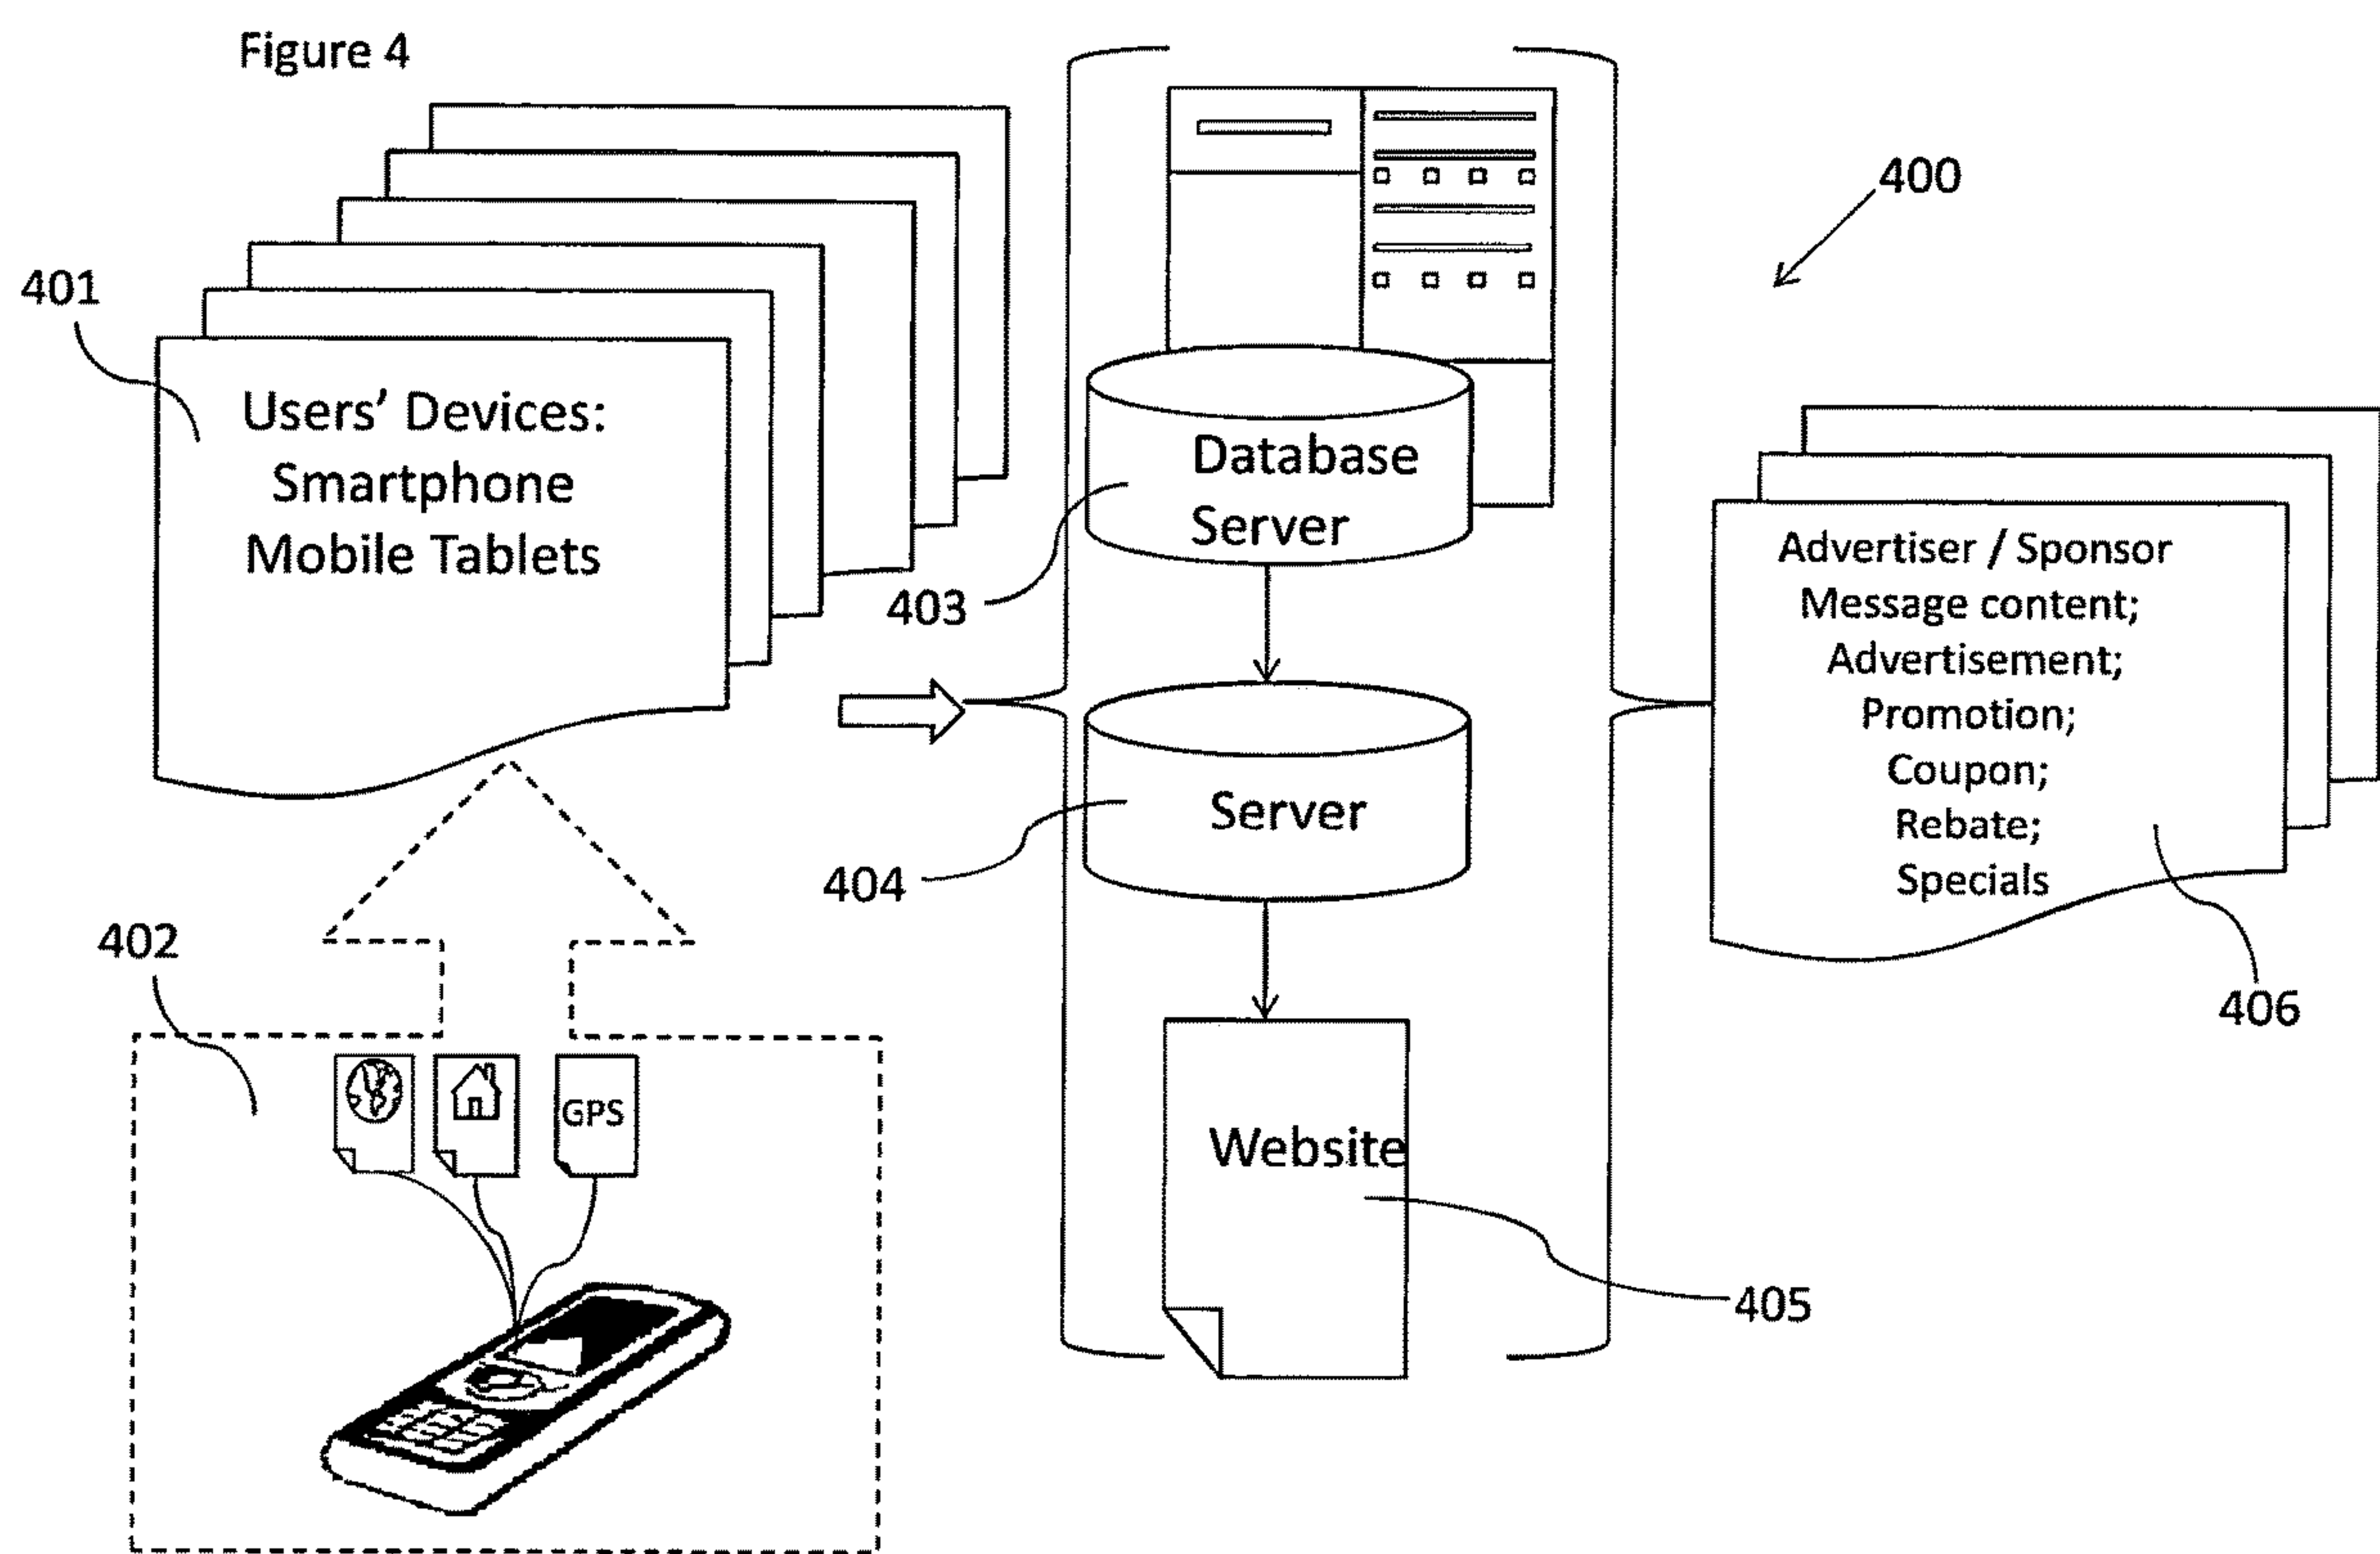 Figure 4
400
401
Users' Devices:
Smartphone
Mobile Tablets
Database
Server
403
Advertiser / Sponsor
Message content;
Advertisement;
Promotion;
Coupon;
Rebate;
Specials
Server
404
402
406
GPS
Website
405